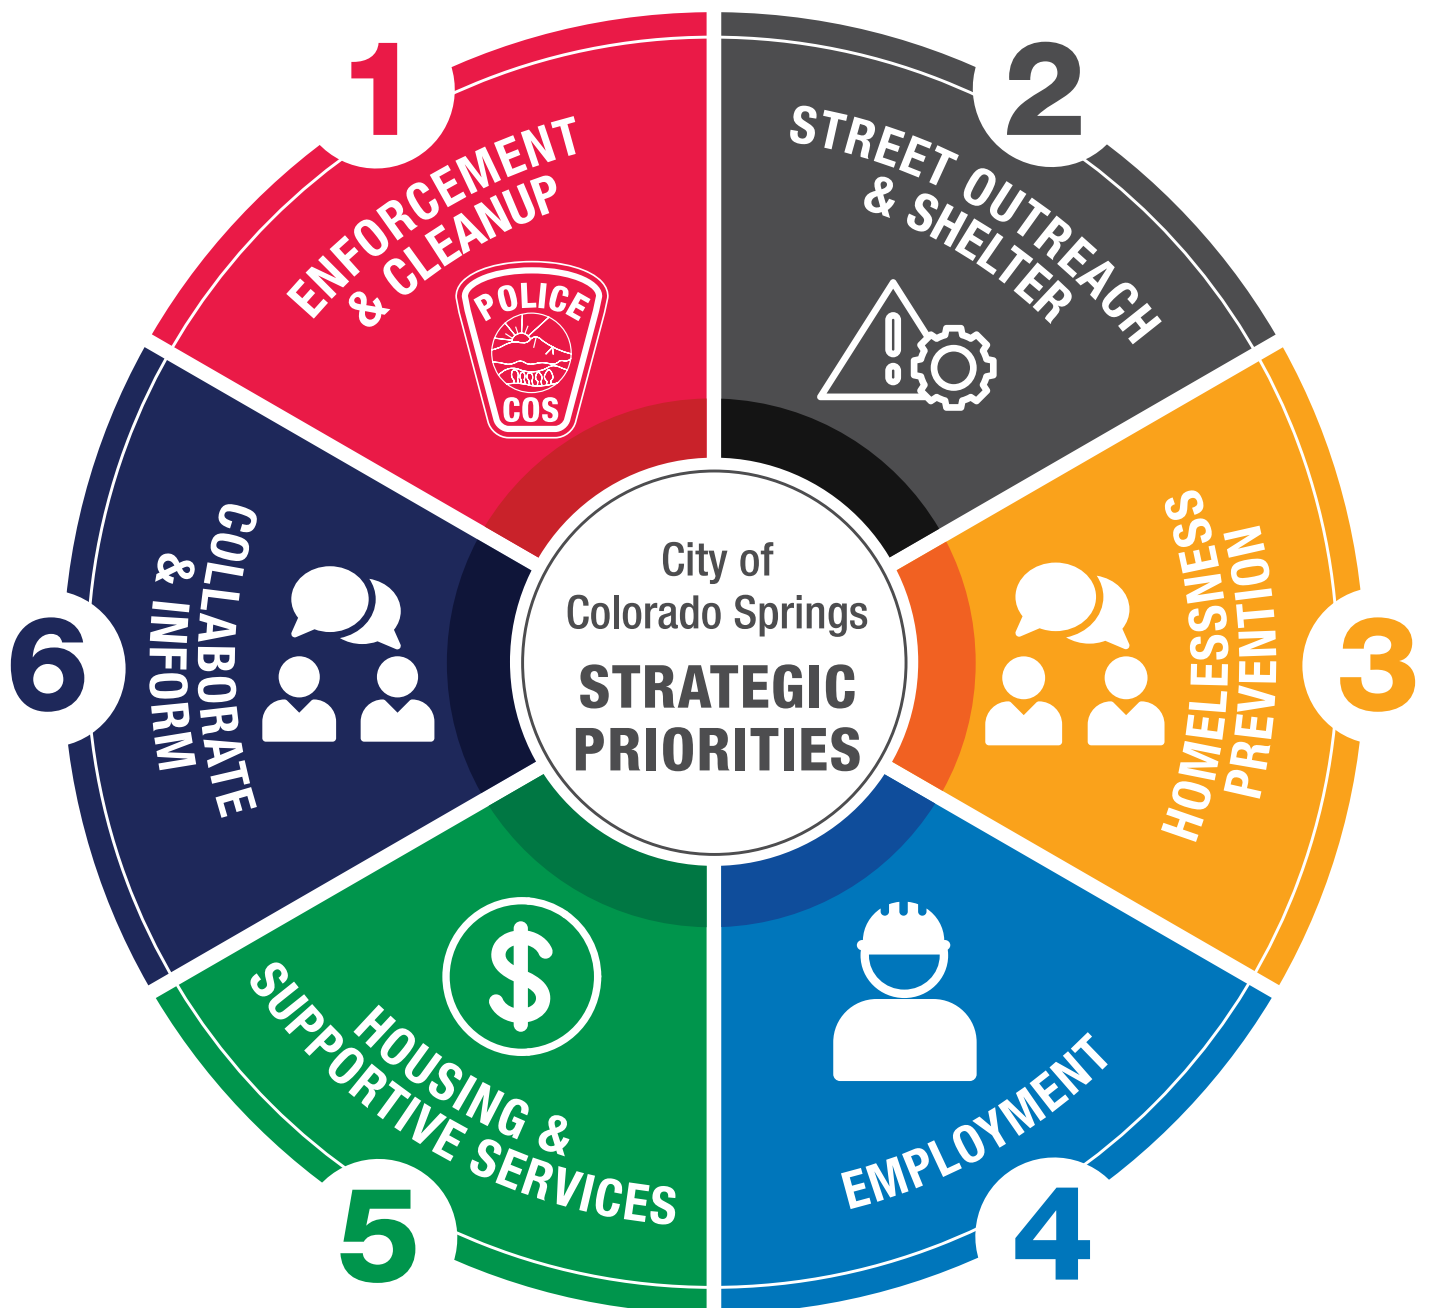 1
ENFORCEMENT
& CLEANUP
POLICE
COS
2
STREET OUTREACH
& SHELTER
3
HOMELESSNESS
PREVENTION
4
EMPLOYMENT
5
HOUSING &
SUPPORTIVE SERVICES
6
COLLABORATE
& INFORM
City of
Colorado Springs
STRATEGIC
PRIORITIES